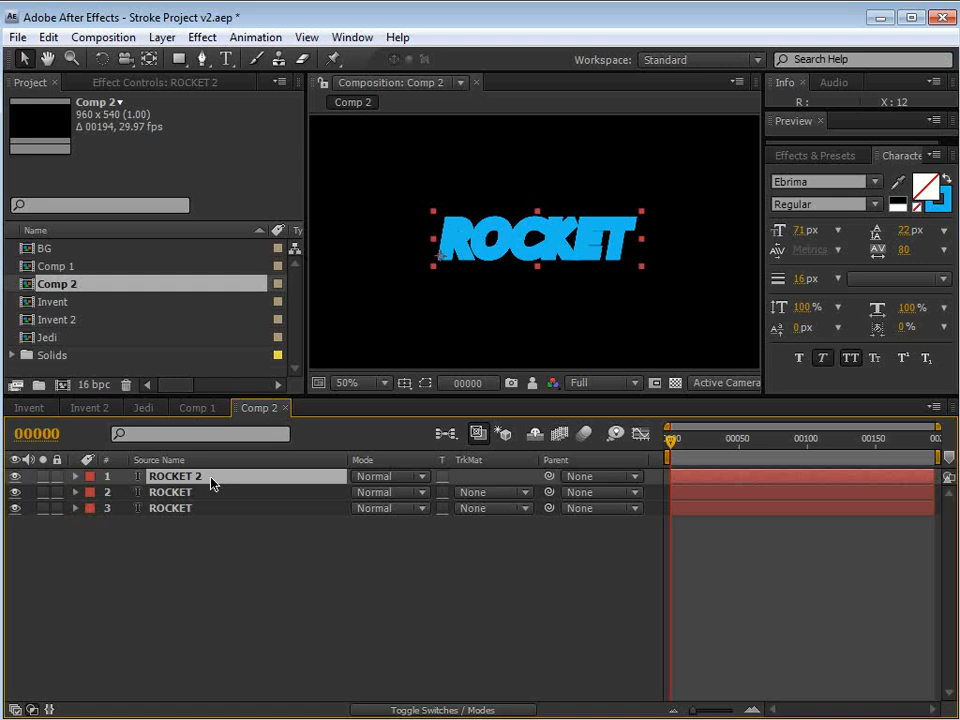 Adobe After Effects - Stroke Project v2.aep *
File Edit Composition Layer Effect Animation View Window Help
Workspace: Standard Search Help
Project × Effect Controls: ROCKET 2
Composition: Comp 2
Info × Audio
Comp 2▼
960 x 540 (1.00)
Δ 00194, 29.97 fps
Comp 2
R : X : 12
Preview ×
Effects & Presets Characte
Ebrima
Regular
Name Ty
BG
Comp 1
Comp 2
Invent
Invent 2
Jedi
Solids
16 bpc
ROCKET
71 px 22 px
Metrics 80
16 px
100 % 100 %
0 px 0 %
T T TT Tt T¹ T₁
50% 00000 Full Active Camera
Invent Invent 2 Jedi Comp 1 Comp 2 ×
00000
00050 00100 00150
# Source Name Mode T TrkMat Parent
1 ROCKET 2 Normal None
2 ROCKET Normal None None
3 ROCKET Normal None None
Toggle Switches / Modes